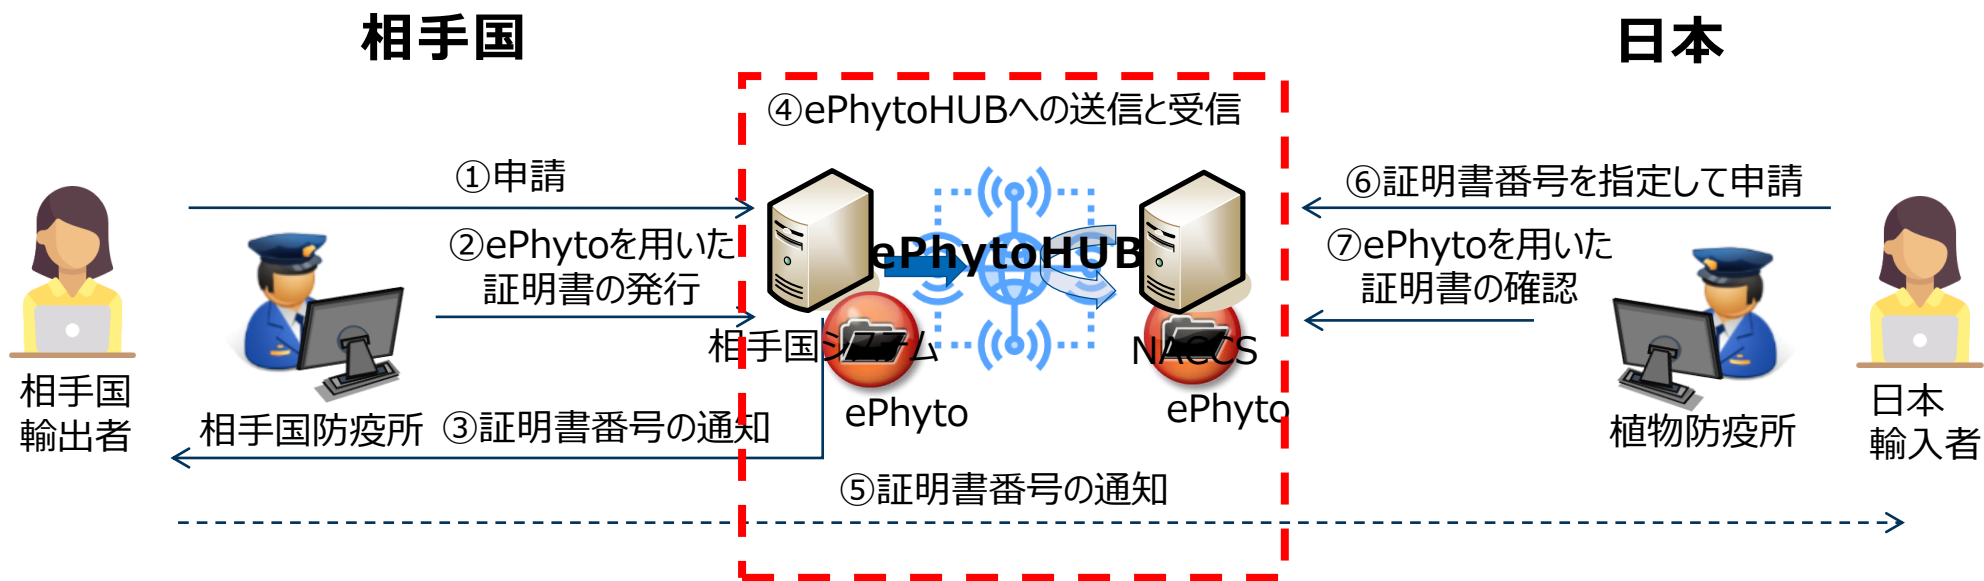 相手国
日本
④ePhytoHUBへの送信と受信
①申請
②ePhytoを用いた
証明書の発行
ePhytoHUB
⑥証明書番号を指定して申請
⑦ePhytoを用いた
証明書の確認
相手国システム
NACCS
ePhyto
ePhyto
相手国
輸出者
相手国防疫所
③証明書番号の通知
植物防疫所
日本
輸入者
⑤証明書番号の通知